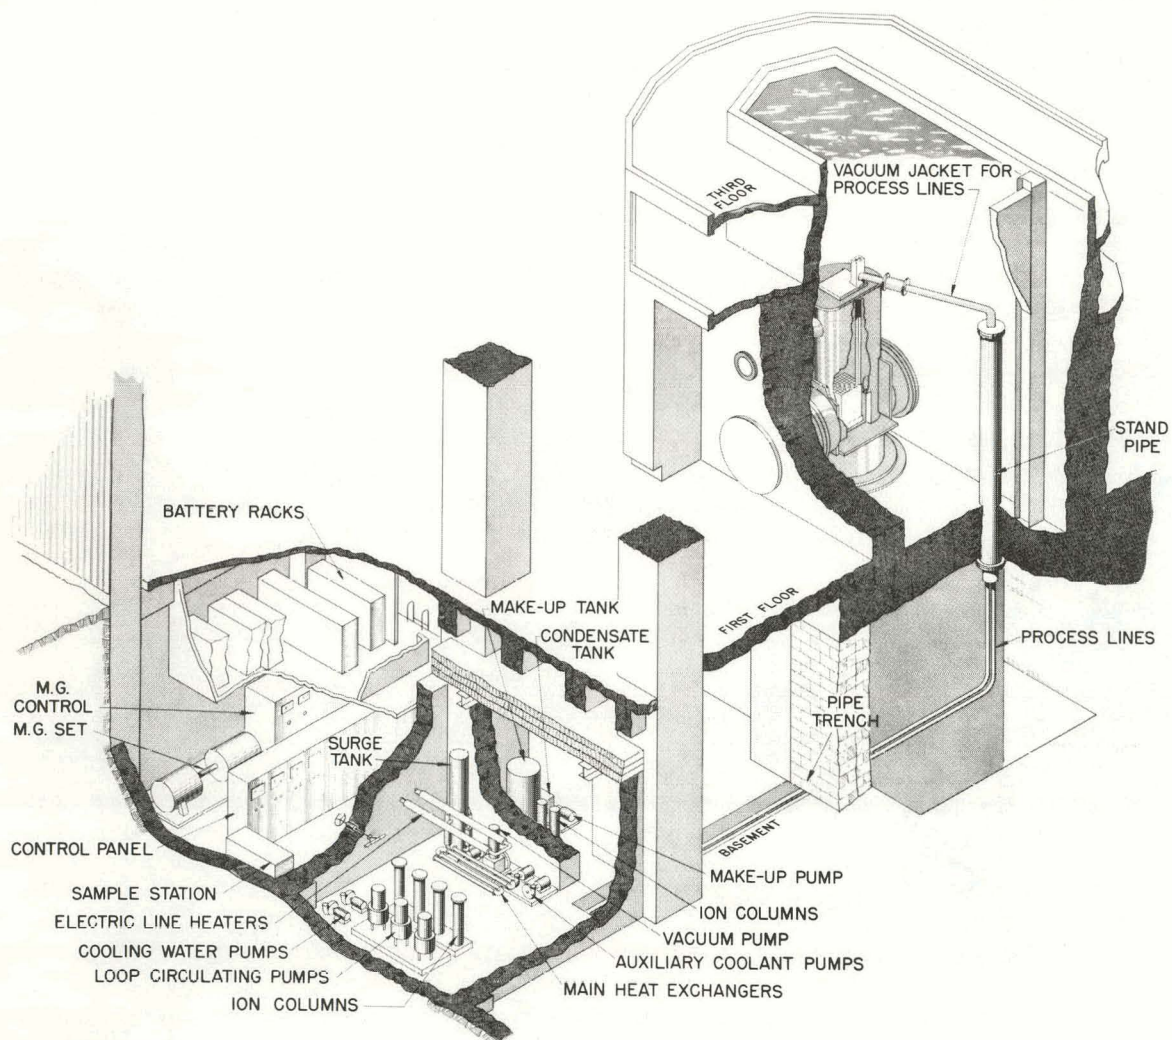 THIRD
FLOOR
VACUUM JACKET FOR
PROCESS LINES
STAND
PIPE
BATTERY RACKS
MAKE-UP TANK
CONDENSATE
TANK
FIRST FLOOR
PROCESS LINES
M.G.
CONTROL
M.G. SET
SURGE
TANK
PIPE
TRENCH
BASEMENT
CONTROL PANEL
SAMPLE STATION
ELECTRIC LINE HEATERS
COOLING WATER PUMPS
LOOP CIRCULATING PUMPS
ION COLUMNS
MAKE-UP PUMP
ION COLUMNS
VACUUM PUMP
AUXILIARY COOLANT PUMPS
MAIN HEAT EXCHANGERS